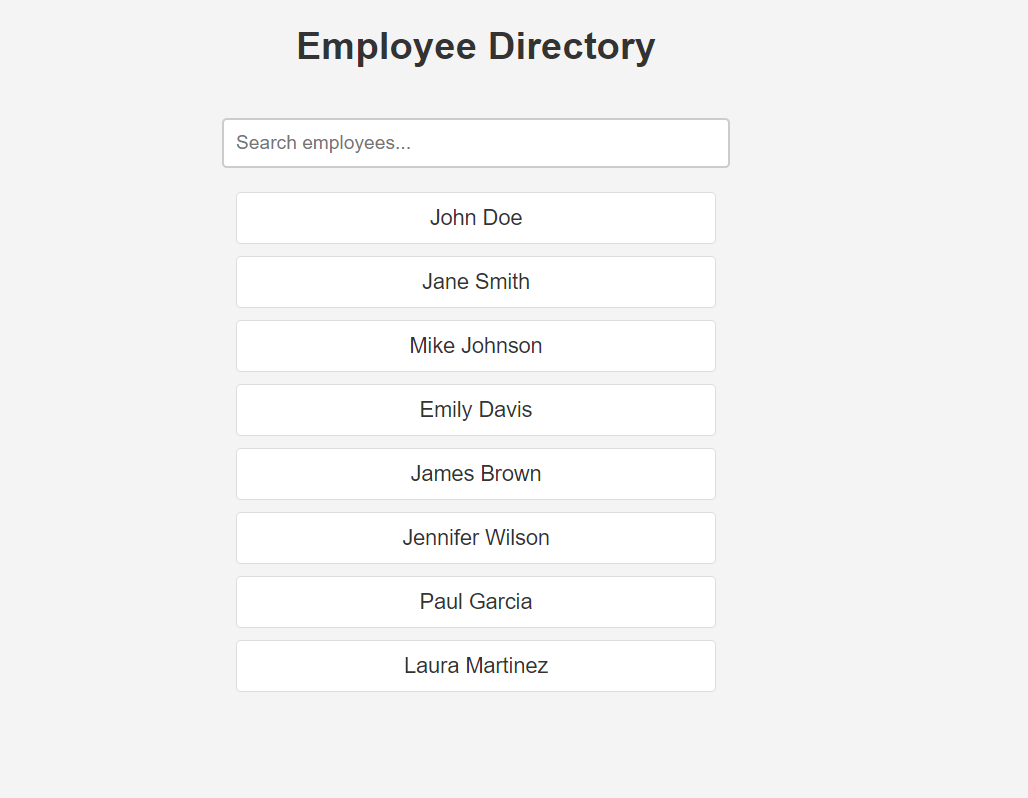 Employee Directory
Search employees...
John Doe
Jane Smith
Mike Johnson
Emily Davis
James Brown
Jennifer Wilson
Paul Garcia
Laura Martinez